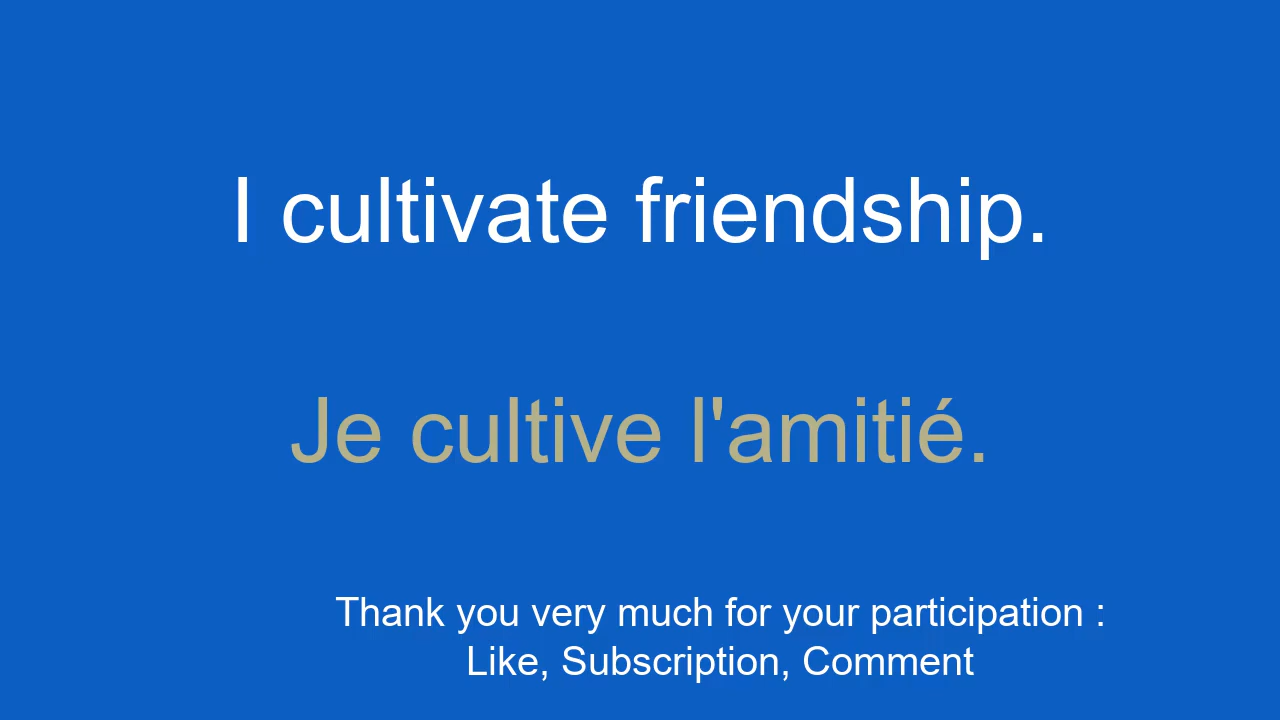 I cultivate friendship.
Je cultive l'amitié.
Thank you very much for your participation :
Like, Subscription, Comment